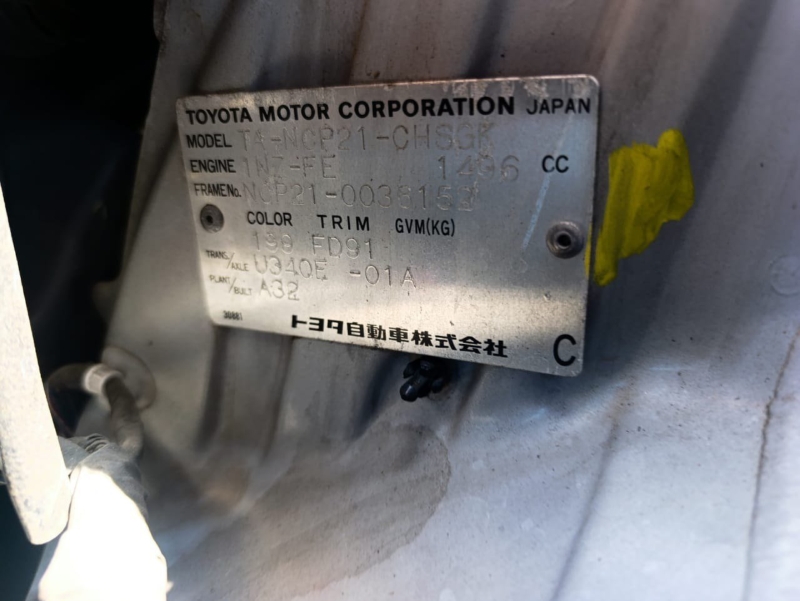 TOYOTA MOTOR CORPORATION JAPAN
MODEL TA-NCP21-CHSGK
ENGINE 1NZ-FE 1496 CC
FRAME No. NCP21-0038153
COLOR TRIM GVM(KG)
199 FD91
TRANS./AXLE U340E -01A
PLANT/BUILT A32
30881
トヨタ自動車株式会社 C